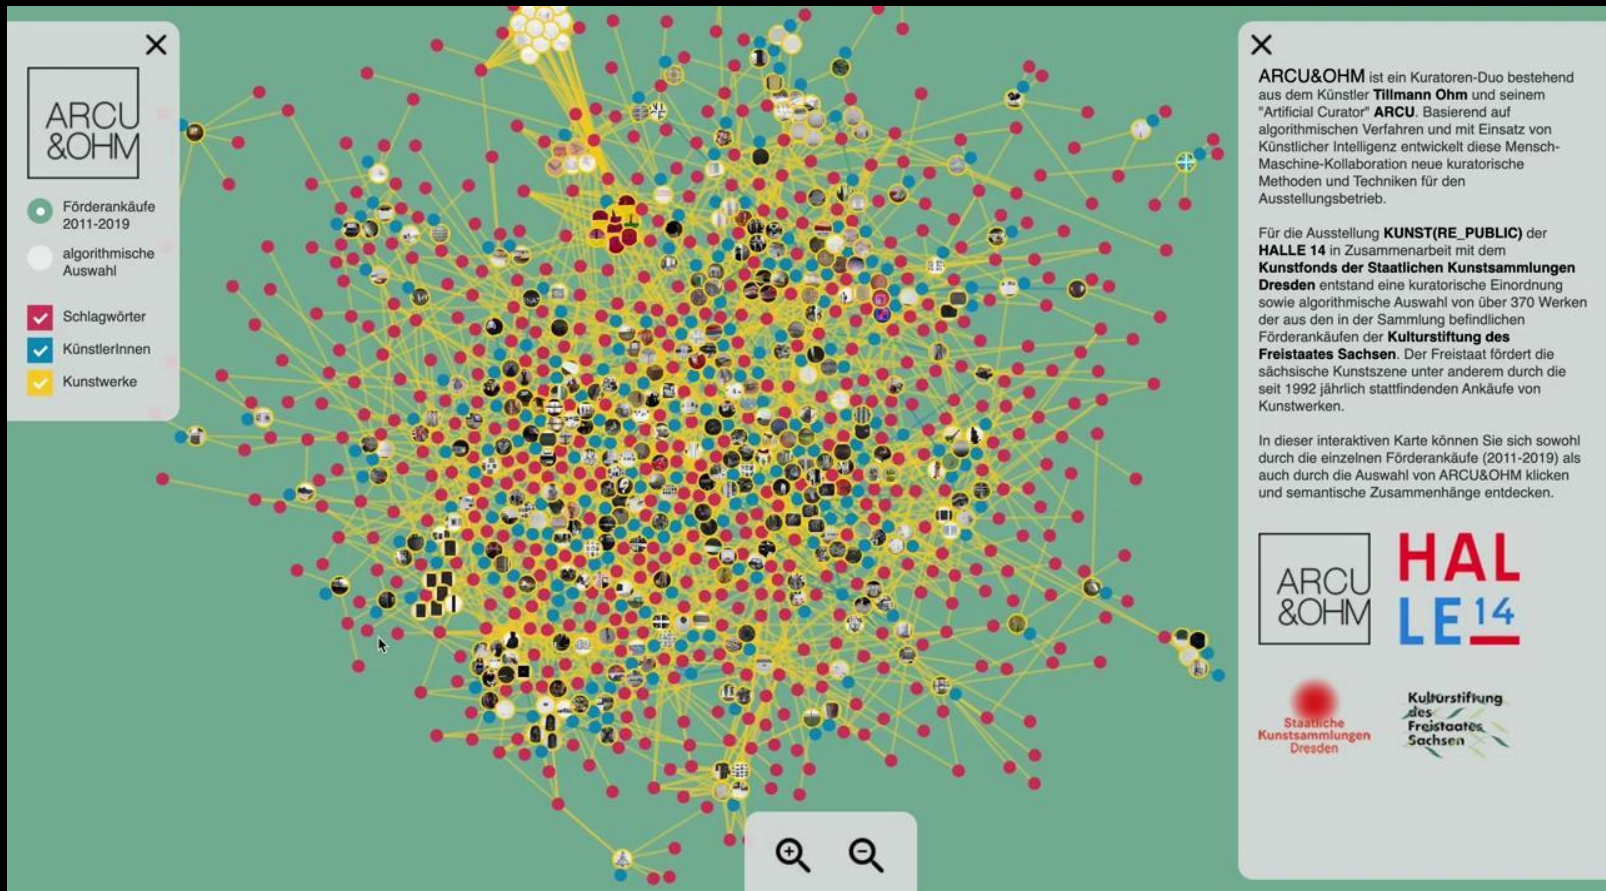 ARCU
&OHM
Förderankäufe
2011-2019
algorithmische
Auswahl
Schlagwörter
KünstlerInnen
Kunstwerke
ARCU&OHM ist ein Kuratoren-Duo bestehend
aus dem Künstler Tillmann Ohm und seinem
"Artificial Curator" ARCU. Basierend auf
algorithmischen Verfahren und mit Einsatz von
Künstlicher Intelligenz entwickelt diese Mensch-
Maschine-Kollaboration neue kuratorische
Methoden und Techniken für den
Ausstellungsbetrieb.
Für die Ausstellung KUNST(RE_PUBLIC) der
HALLE 14 in Zusammenarbeit mit dem
Kunstfonds der Staatlichen Kunstsammlungen
Dresden entstand eine kuratorische Einordnung
sowie algorithmische Auswahl von über 370 Werken
der aus den in der Sammlung befindlichen
Förderankäufen der Kulturstiftung des
Freistaates Sachsen. Der Freistaat fördert die
sächsische Kunstszene unter anderem durch die
seit 1992 jährlich stattfindenden Ankäufe von
Kunstwerken.
In dieser interaktiven Karte können Sie sich sowohl
durch die einzelnen Förderankäufe (2011-2019) als
auch durch die Auswahl von ARCU&OHM klicken
und semantische Zusammenhänge entdecken.
ARCU
&OHM
HAL
LE 14
Staatliche
Kunstsammlungen
Dresden
Kulturstiftung
des
Freistaates
Sachsen